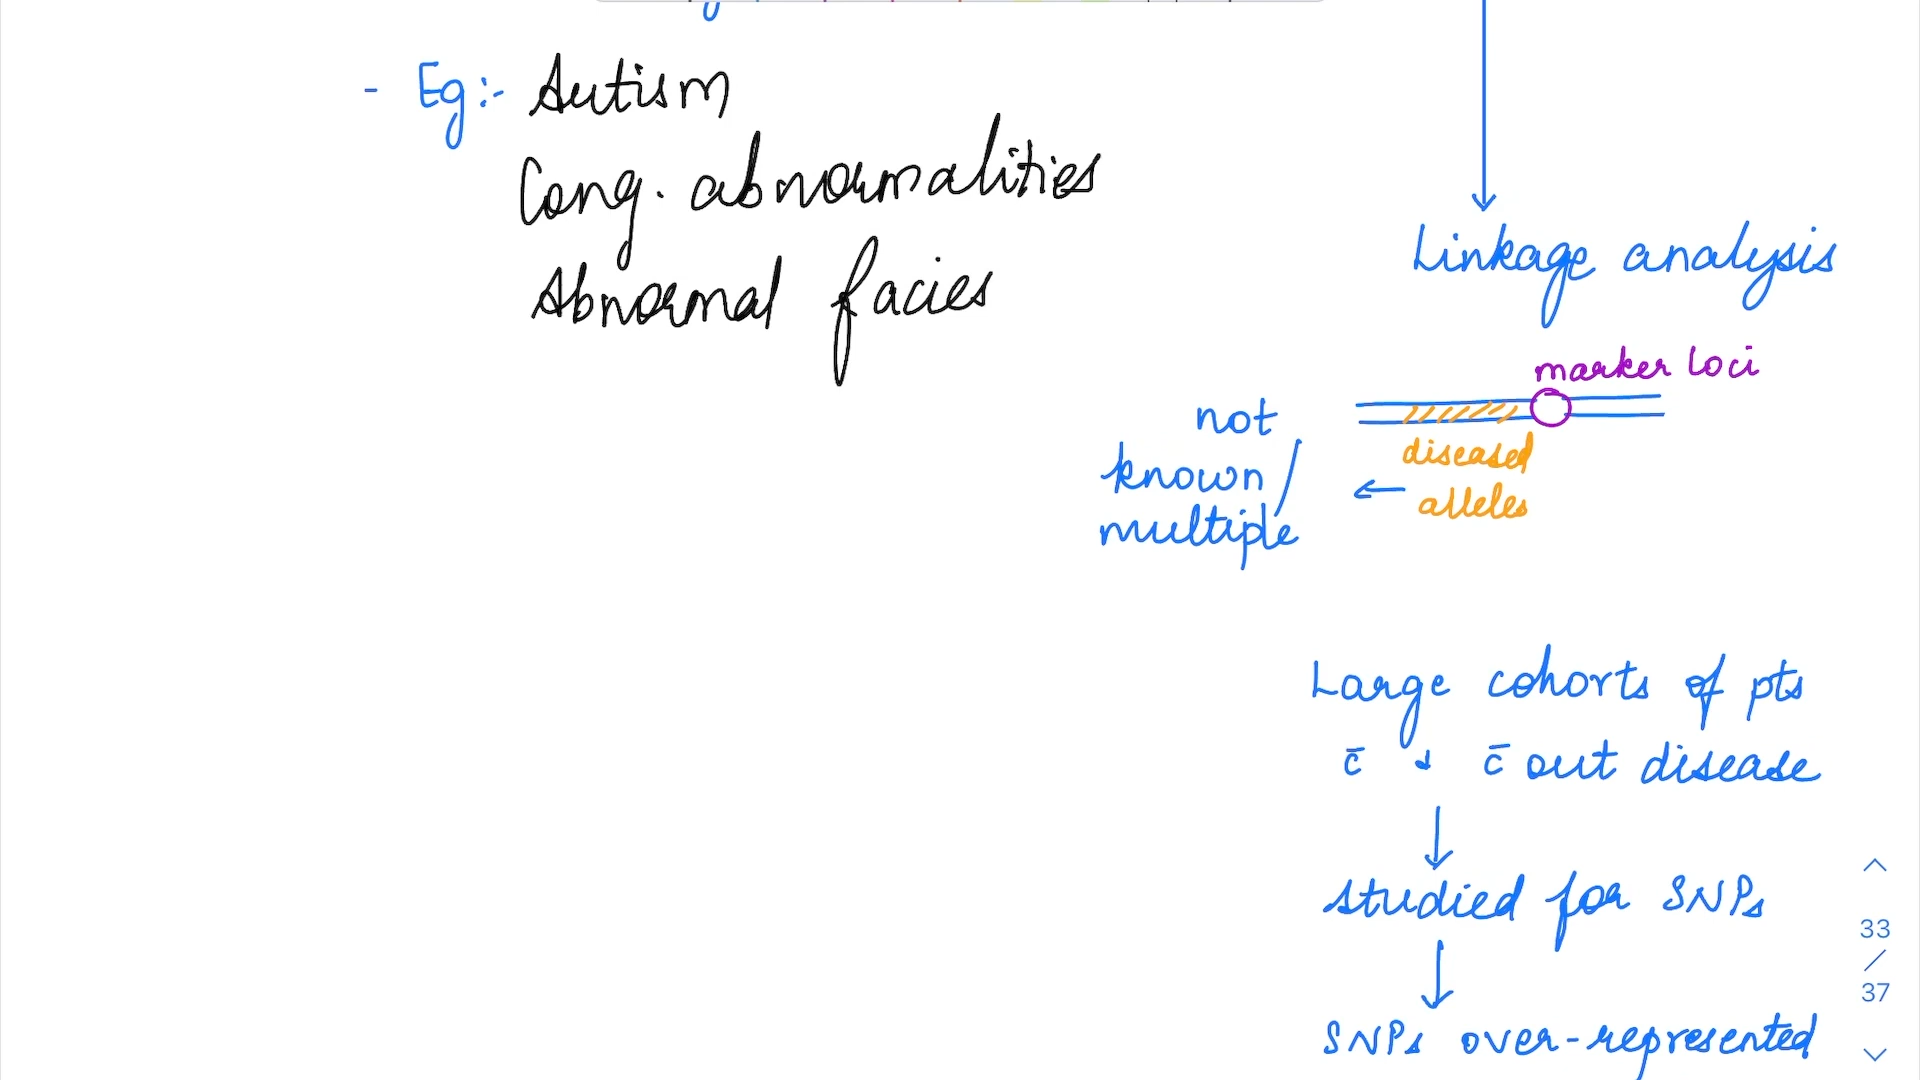 - Eg:- Autism
Cong. abnormalities
Abnormal facies
Linkage analysis
marker loci
not
known /
multiple
diseased
alleles
Large cohorts of pts
c̄ & c̄ out disease
studied for SNPs
SNPs over-represented
33
/
37